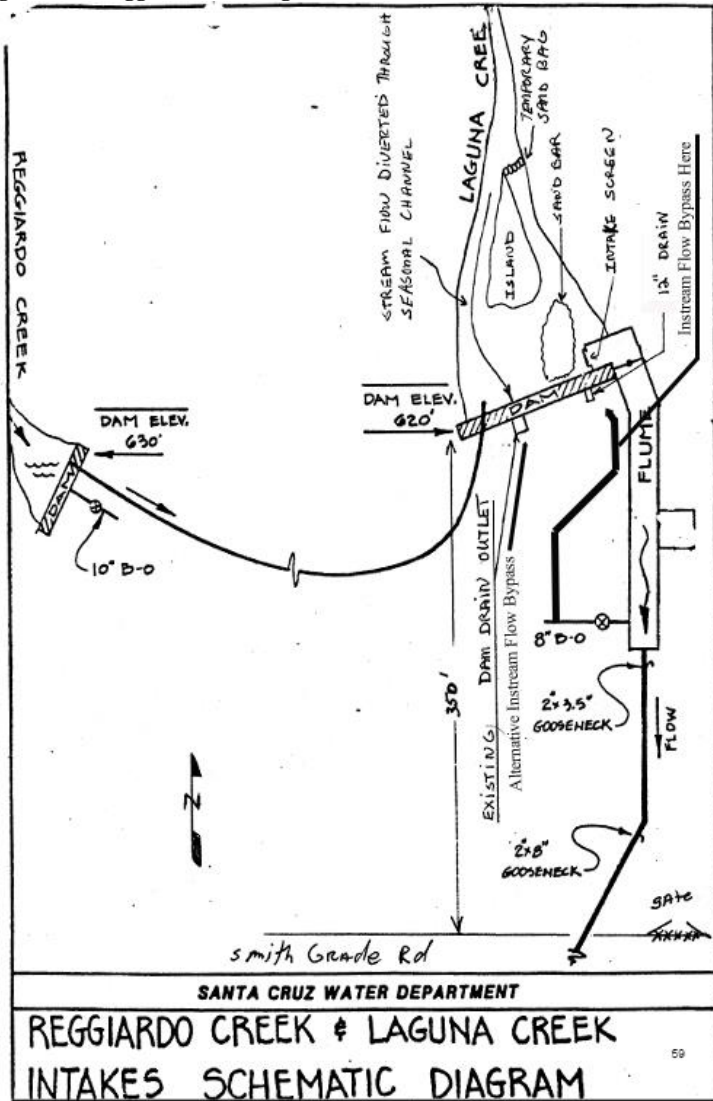 REGGIARDO CREEK
STREAM FLOW DIVERTED THROUGH
SEASONAL CHANNEL
LAGUNA CREE
TEMPORARY
SAND BAG
SAND BAR
INTAKE SCREEN
12" DRAIN
Instream Flow Bypass Here
ISLAND
DAM ELEV.
630'
DAM
10" B-O
DAM ELEV.
620'
DAM
FLUME
EXISTING DAM DRAIN OUTLET
Alternative Instream Flow Bypass
350'
8" B-O
2"x3.5"
GOOSENECK
FLOW
N
2"x8"
GOOSENECK
gate
Smith Grade Rd
SANTA CRUZ WATER DEPARTMENT
REGGIARDO CREEK & LAGUNA CREEK
INTAKES SCHEMATIC DIAGRAM
59